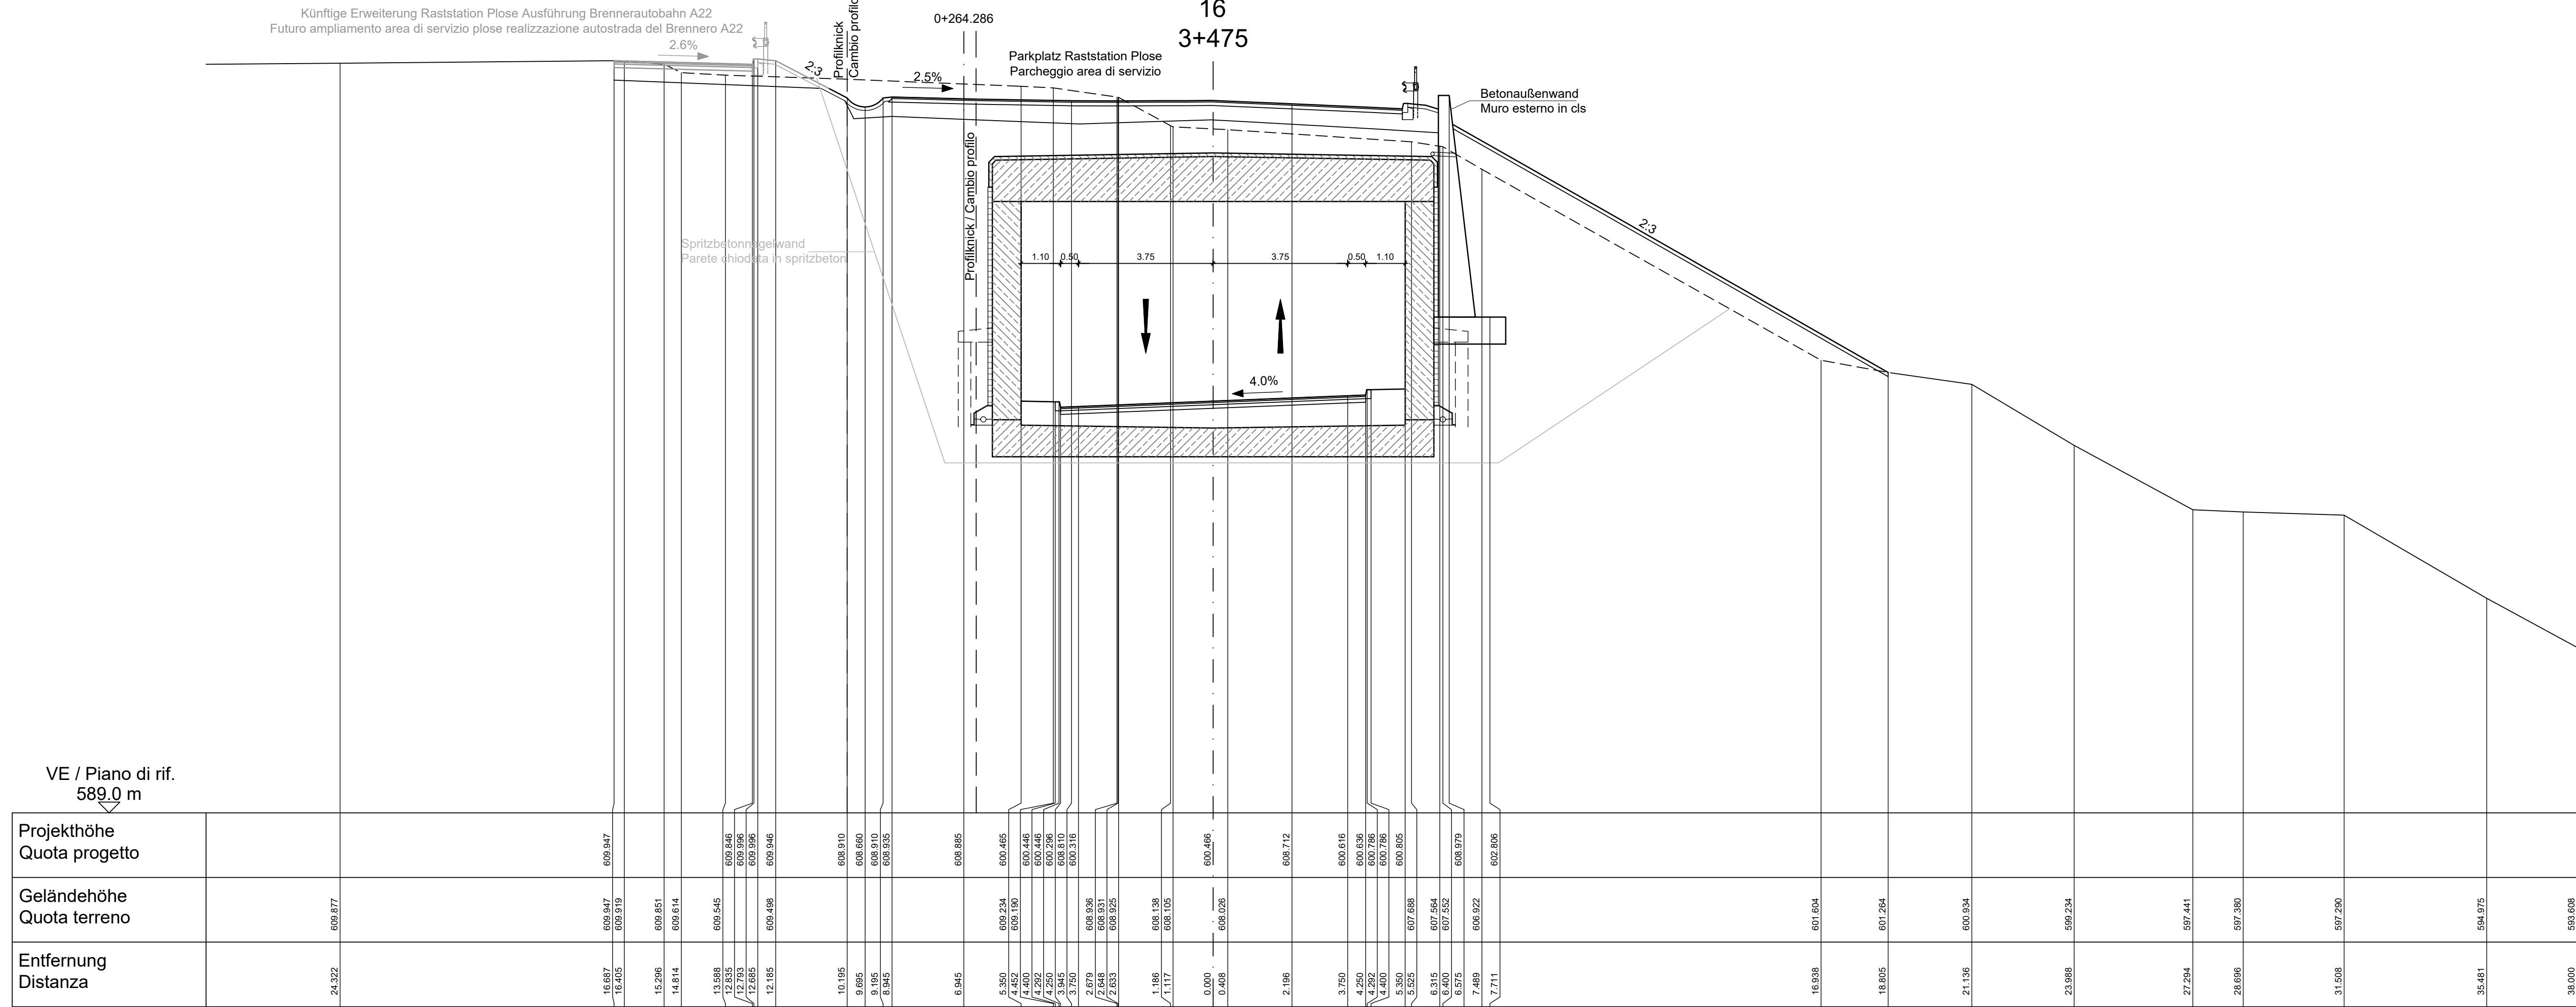 Künftige Erweiterung Raststation Plose Ausführung Brennerautobahn A22
Futuro ampliamento area di servizio plose realizzazione autostrada del Brennero A22
2.6%
2:3
Profilknick
Cambio profilo
2.5%
0+264.286
Profilknick / Cambio profilo
16
3+475
Parkplatz Raststation Plose
Parcheggio area di servizio
Betonaußenwand
Muro esterno in cls
2:3
Spritzbetonnagelwand
Parete chiodata in spritzbeton
1.10 0.50 3.75 3.75 0.50 1.10
4.0%
VE / Piano di rif.
589.0 m
Projekthöhe
Quota progetto
609.947 609.846 609.996 609.996 609.946 608.910 608.660 608.910 608.935 608.885 600.465 600.446 600.446 600.296 608.810 600.316 600.466 608.712 600.616 600.636 600.786 600.786 600.805 608.979 602.806
Geländehöhe
Quota terreno
609.877 609.947 609.919 609.851 609.614 609.545 609.498 609.234 609.190 608.936 608.931 608.925 608.138 608.105 608.026 607.688 607.564 607.552 606.922 601.604 601.264 600.934 599.234 597.441 597.380 597.290 594.975 593.608
Entfernung
Distanza
24.322 16.687 16.405 15.296 14.814 13.588 12.835 12.793 12.685 12.185 10.195 9.695 9.195 8.945 6.945 5.350 4.452 4.400 4.292 4.250 3.945 3.750 2.679 2.648 2.633 1.186 1.117 0.000 0.408 2.196 3.750 4.250 4.292 4.400 5.350 5.525 6.315 6.400 6.575 7.489 7.711 16.938 18.805 21.136 23.988 27.294 28.696 31.508 35.481 38.000